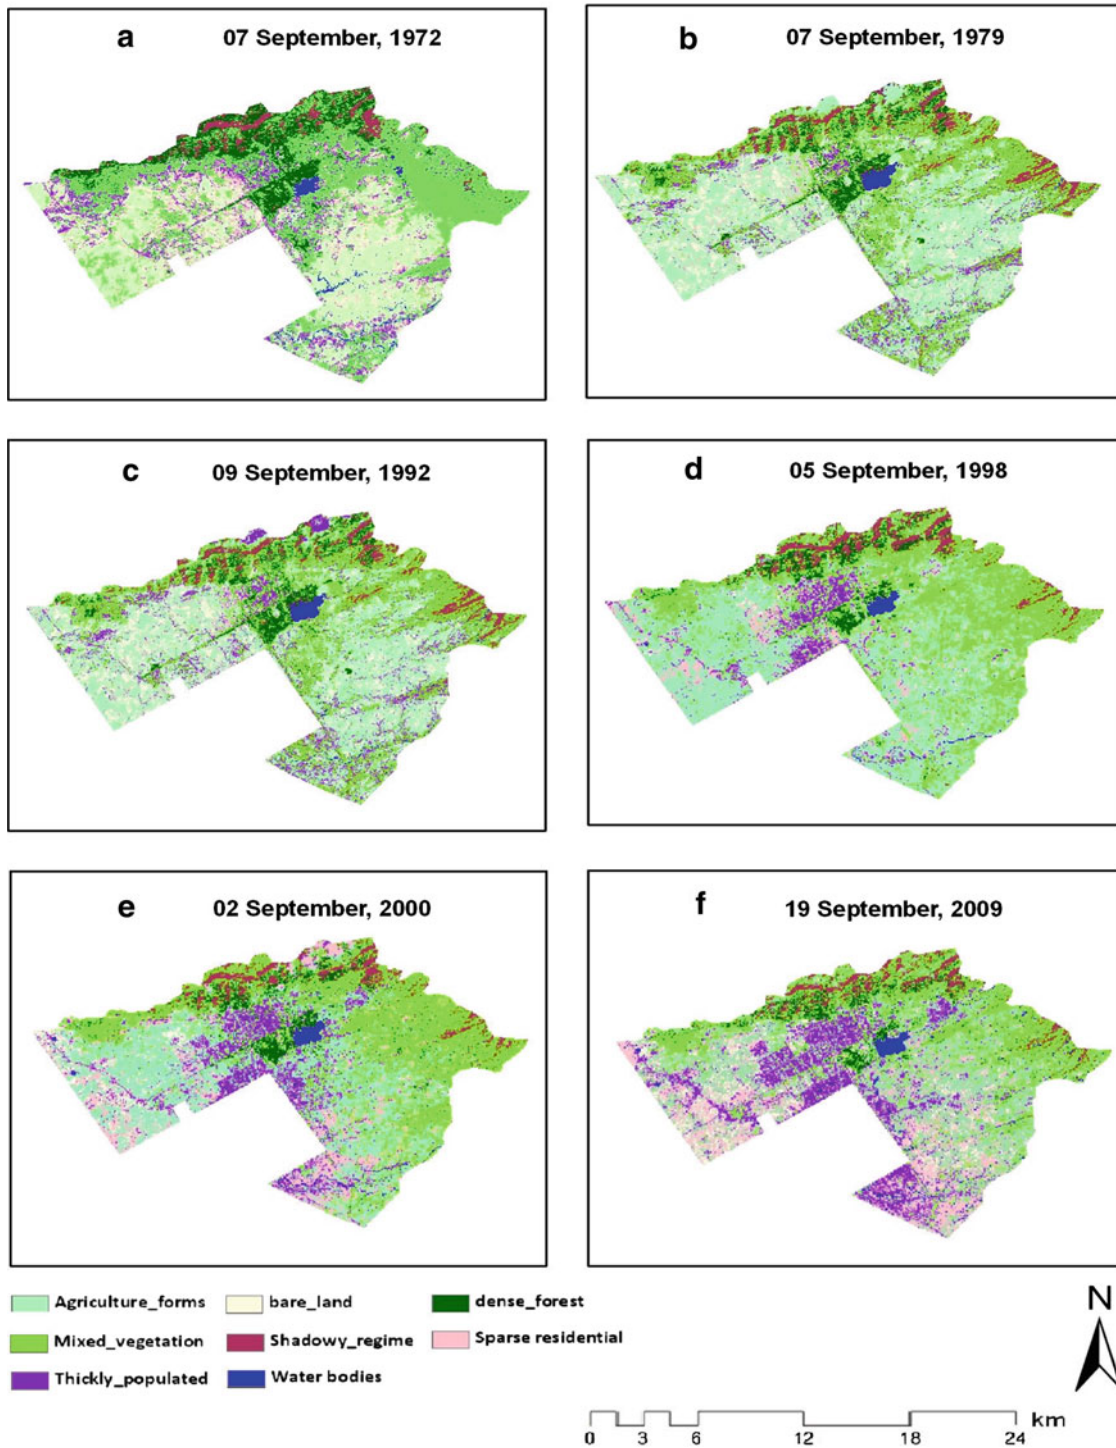 a 07 September, 1972
b 07 September, 1979
c 09 September, 1992
d 05 September, 1998
e 02 September, 2000
f 19 September, 2009
Agriculture_forms bare_land dense_forest
Mixed_vegetation Shadowy_regime Sparse residential
Thickly_populated Water bodies
N
km
0 3 6 12 18 24